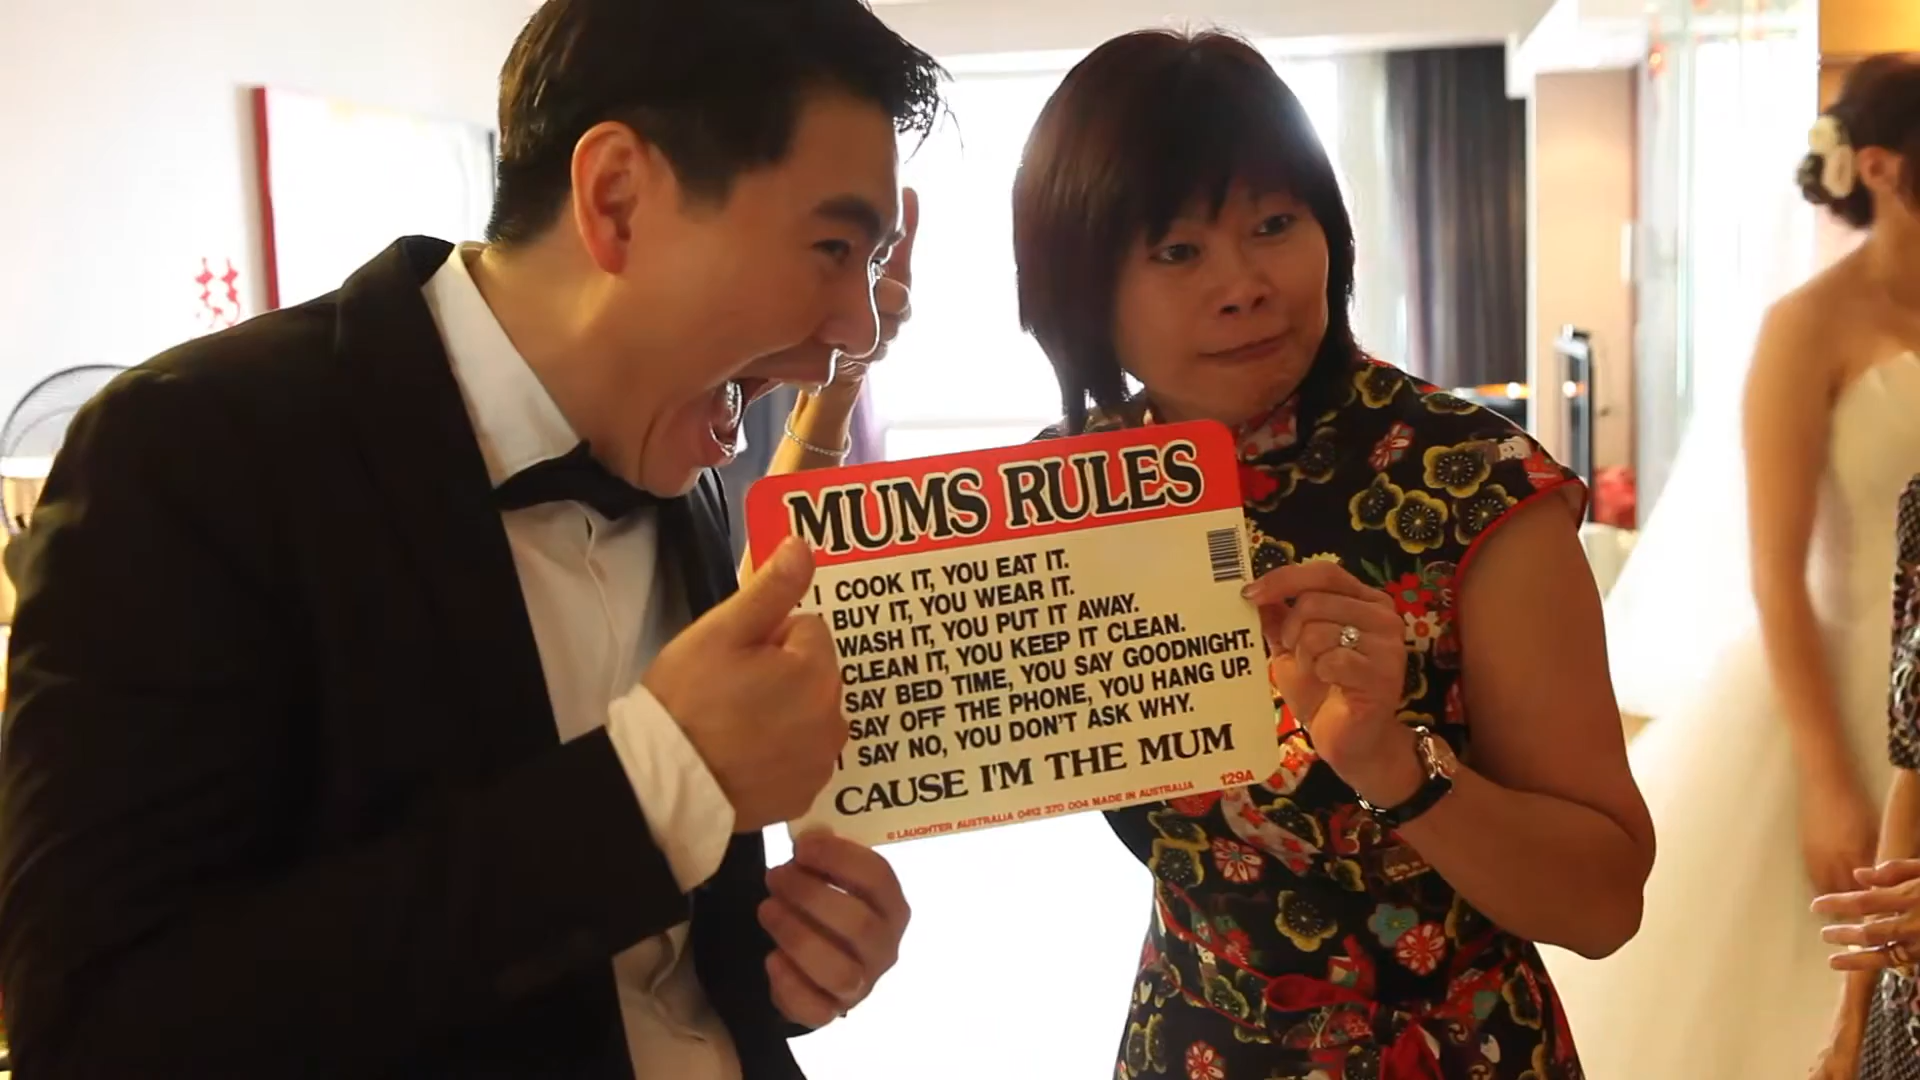 囍
MUMS RULES
I COOK IT, YOU EAT IT.
BUY IT, YOU WEAR IT.
WASH IT, YOU PUT IT AWAY.
CLEAN IT, YOU KEEP IT CLEAN.
SAY BED TIME, YOU SAY GOODNIGHT.
SAY OFF THE PHONE, YOU HANG UP.
I SAY NO, YOU DON'T ASK WHY.
CAUSE I'M THE MUM
129A
© LAUGHTER AUSTRALIA 0412 370 004 MADE IN AUSTRALIA